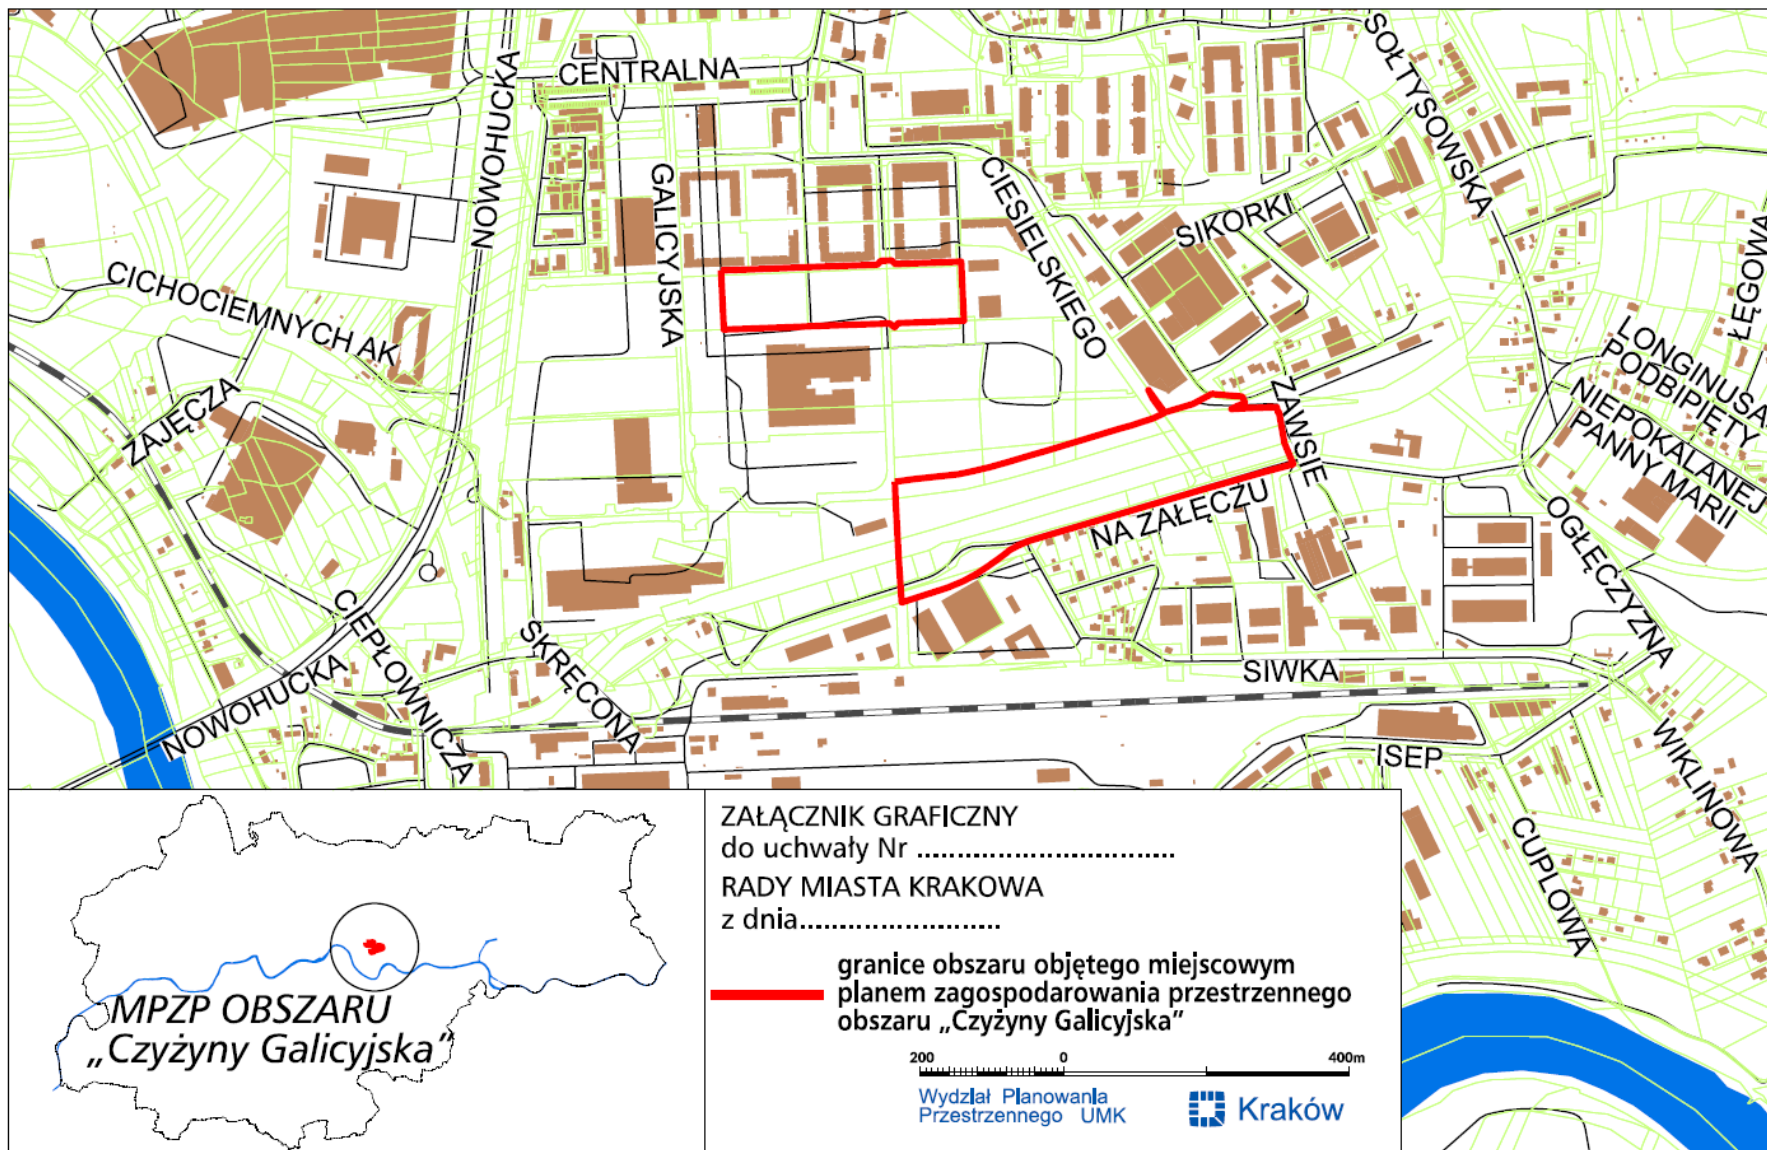 SOŁTYSOWSKA
CENTRALNA
NOWOHUCKA
GALICYJSKA
CIESIELSKIEGO
SIKORKI
ŁĘGOWA
CICHOCIEMNYCH AK
ZAJĘCZA
LONGINUSA
PODBIPIĘTY
NIEPOKALANEJ
PANNY MARII
ZAWSIE
NA ZAŁĘCZU
OGŁĘCZYZNA
CIEPŁOWNICZA
SKRĘCONA
NOWOHUCKA
SIWKA
ISEP
WIKLINOWA
CUPLOWA
MPZP OBSZARU
„Czyżyny Galicyjska”
ZAŁĄCZNIK GRAFICZNY
do uchwały Nr ................................
RADY MIASTA KRAKOWA
z dnia.........................
granice obszaru objętego miejscowym
planem zagospodarowania przestrzennego
obszaru „Czyżyny Galicyjska”
200 0 400m
Wydział Planowania
Przestrzennego UMK
Kraków